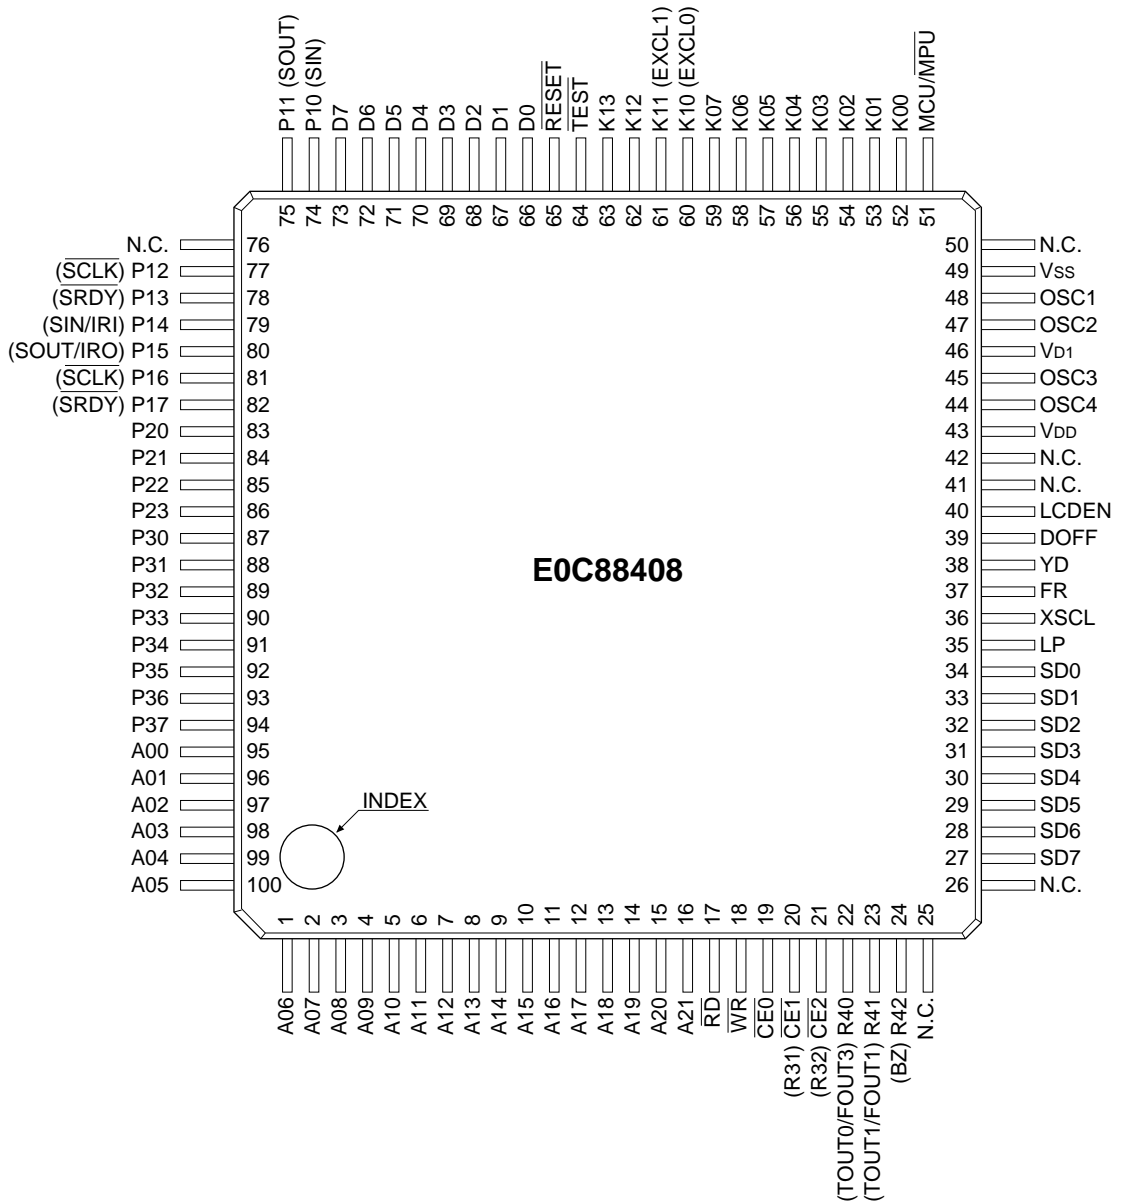 P11 (SOUT)
P10 (SIN)
D7
D6
D5
D4
D3
D2
D1
D0
RESET
TEST
K13
K12
K11 (EXCL1)
K10 (EXCL0)
K07
K06
K05
K04
K03
K02
K01
K00
MCU/MPU
75
74
73
72
71
70
69
68
67
66
65
64
63
62
61
60
59
58
57
56
55
54
53
52
51
N.C. 76
(SCLK) P12 77
(SRDY) P13 78
(SIN/IRI) P14 79
(SOUT/IRO) P15 80
(SCLK) P16 81
(SRDY) P17 82
P20 83
P21 84
P22 85
P23 86
P30 87
P31 88
P32 89
P33 90
P34 91
P35 92
P36 93
P37 94
A00 95
A01 96
A02 97
A03 98
A04 99
A05 100
E0C88408
INDEX
50 N.C.
49 VSS
48 OSC1
47 OSC2
46 VD1
45 OSC3
44 OSC4
43 VDD
42 N.C.
41 N.C.
40 LCDEN
39 DOFF
38 YD
37 FR
36 XSCL
35 LP
34 SD0
33 SD1
32 SD2
31 SD3
30 SD4
29 SD5
28 SD6
27 SD7
26 N.C.
1
2
3
4
5
6
7
8
9
10
11
12
13
14
15
16
17
18
19
20
21
22
23
24
25
A06
A07
A08
A09
A10
A11
A12
A13
A14
A15
A16
A17
A18
A19
A20
A21
RD
WR
CE0
(R31) CE1
(R32) CE2
(TOUT0/FOUT3) R40
(TOUT1/FOUT1) R41
(BZ) R42
N.C.